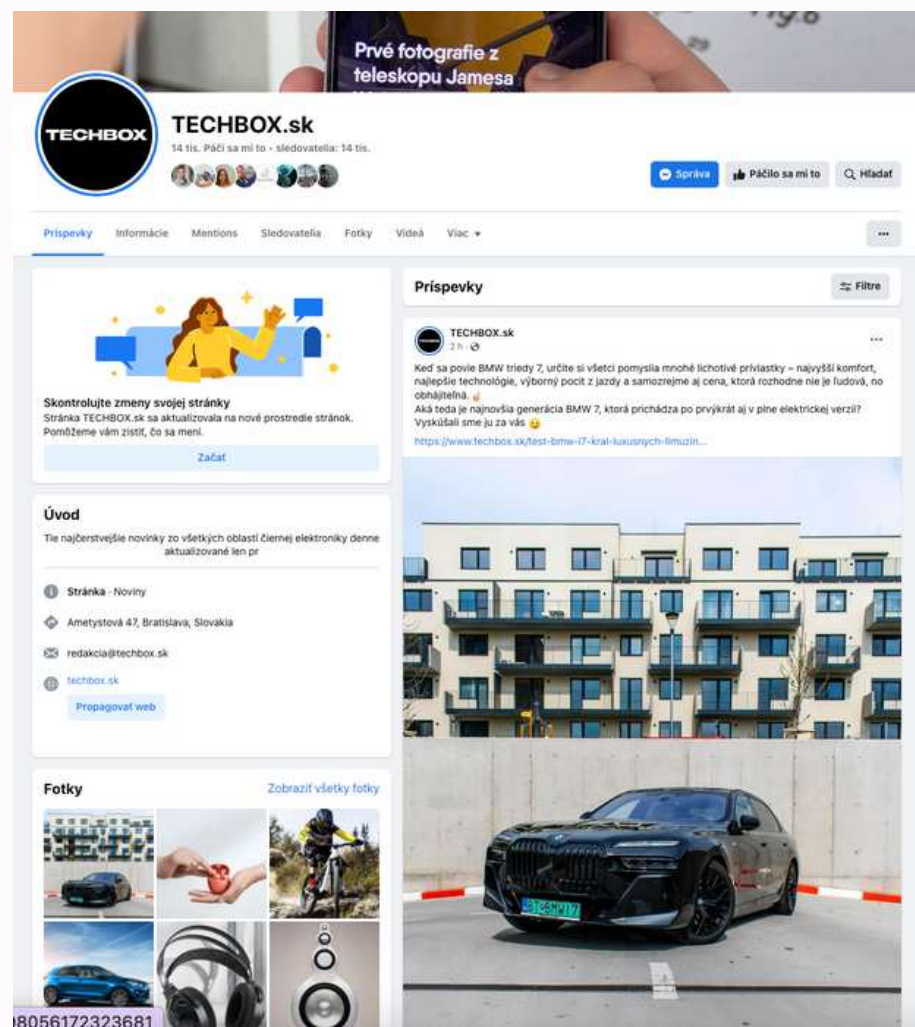 Prvé fotografie z
teleskopu Jamesa
TECHBOX
TECHBOX.sk
14 tis. Páči sa mi to • sledovatelia: 14 tis.
Správa
Páčilo sa mi to
Hľadať
Príspevky
Informácie
Mentions
Sledovatelia
Fotky
Videá
Viac
Skontrolujte zmeny svojej stránky
Stránka TECHBOX.sk sa aktualizovala na nové prostredie stránok.
Pomôžeme vám zistiť, čo sa mení.
Začať
Úvod
Tie najčerstvejšie novinky zo všetkých oblastí čiernej elektroniky denne
aktualizované len pr
Stránka · Noviny
Ametystová 47, Bratislava, Slovakia
redakcia@techbox.sk
techbox.sk
Propagovať web
Fotky
Zobraziť všetky fotky
98056172323681
Príspevky
Filtre
TECHBOX.sk
2 h ·
Keď sa povie BMW triedy 7, určite si všetci pomyslia mnohé lichotivé prívlastky – najvyšší komfort,
najlepšie technológie, výborný pocit z jazdy a samozrejme aj cena, ktorá rozhodne nie je ľudová, no
obhájiteľná. ☝
Aká teda je najnovšia generácia BMW 7, ktorá prichádza po prvýkrát aj v plne elektrickej verzii?
Vyskúšali sme ju za vás 😉
https://www.techbox.sk/test-bmw-i7-kral-luxusnych-limuzin...